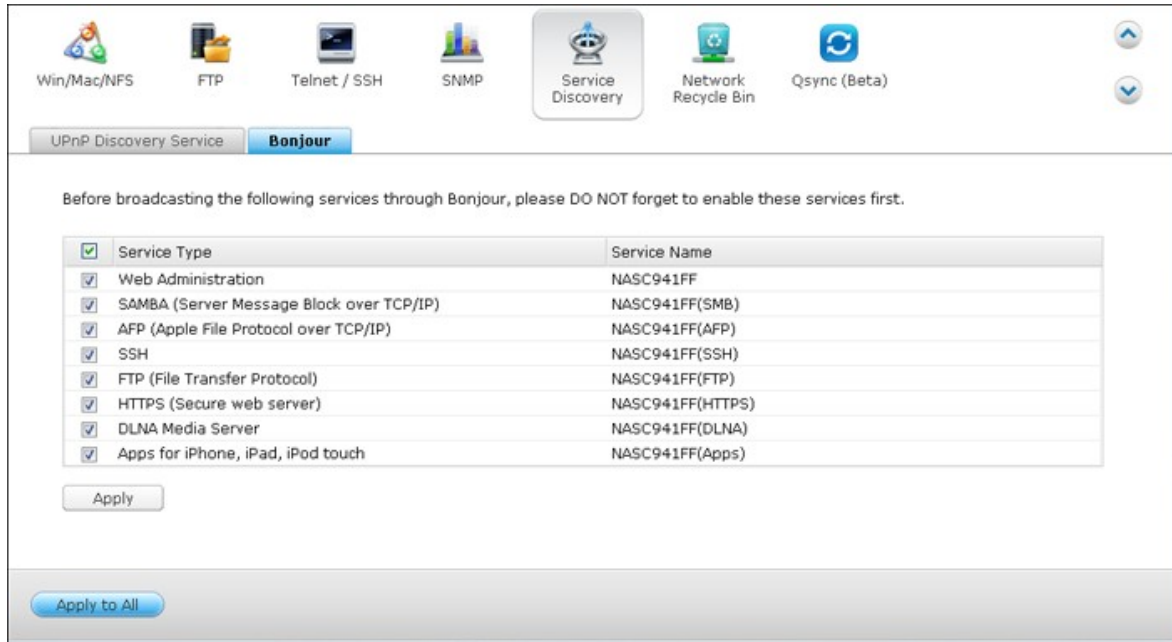 Win/Mac/NFS
FTP
Telnet / SSH
SNMP
Service
Discovery
Network
Recycle Bin
Qsync (Beta)
UPnP Discovery Service
Bonjour
Before broadcasting the following services through Bonjour, please DO NOT forget to enable these services first.
Service Type Service Name
Web Administration NASC941FF
SAMBA (Server Message Block over TCP/IP) NASC941FF(SMB)
AFP (Apple File Protocol over TCP/IP) NASC941FF(AFP)
SSH NASC941FF(SSH)
FTP (File Transfer Protocol) NASC941FF(FTP)
HTTPS (Secure web server) NASC941FF(HTTPS)
DLNA Media Server NASC941FF(DLNA)
Apps for iPhone, iPad, iPod touch NASC941FF(Apps)
Apply
Apply to All